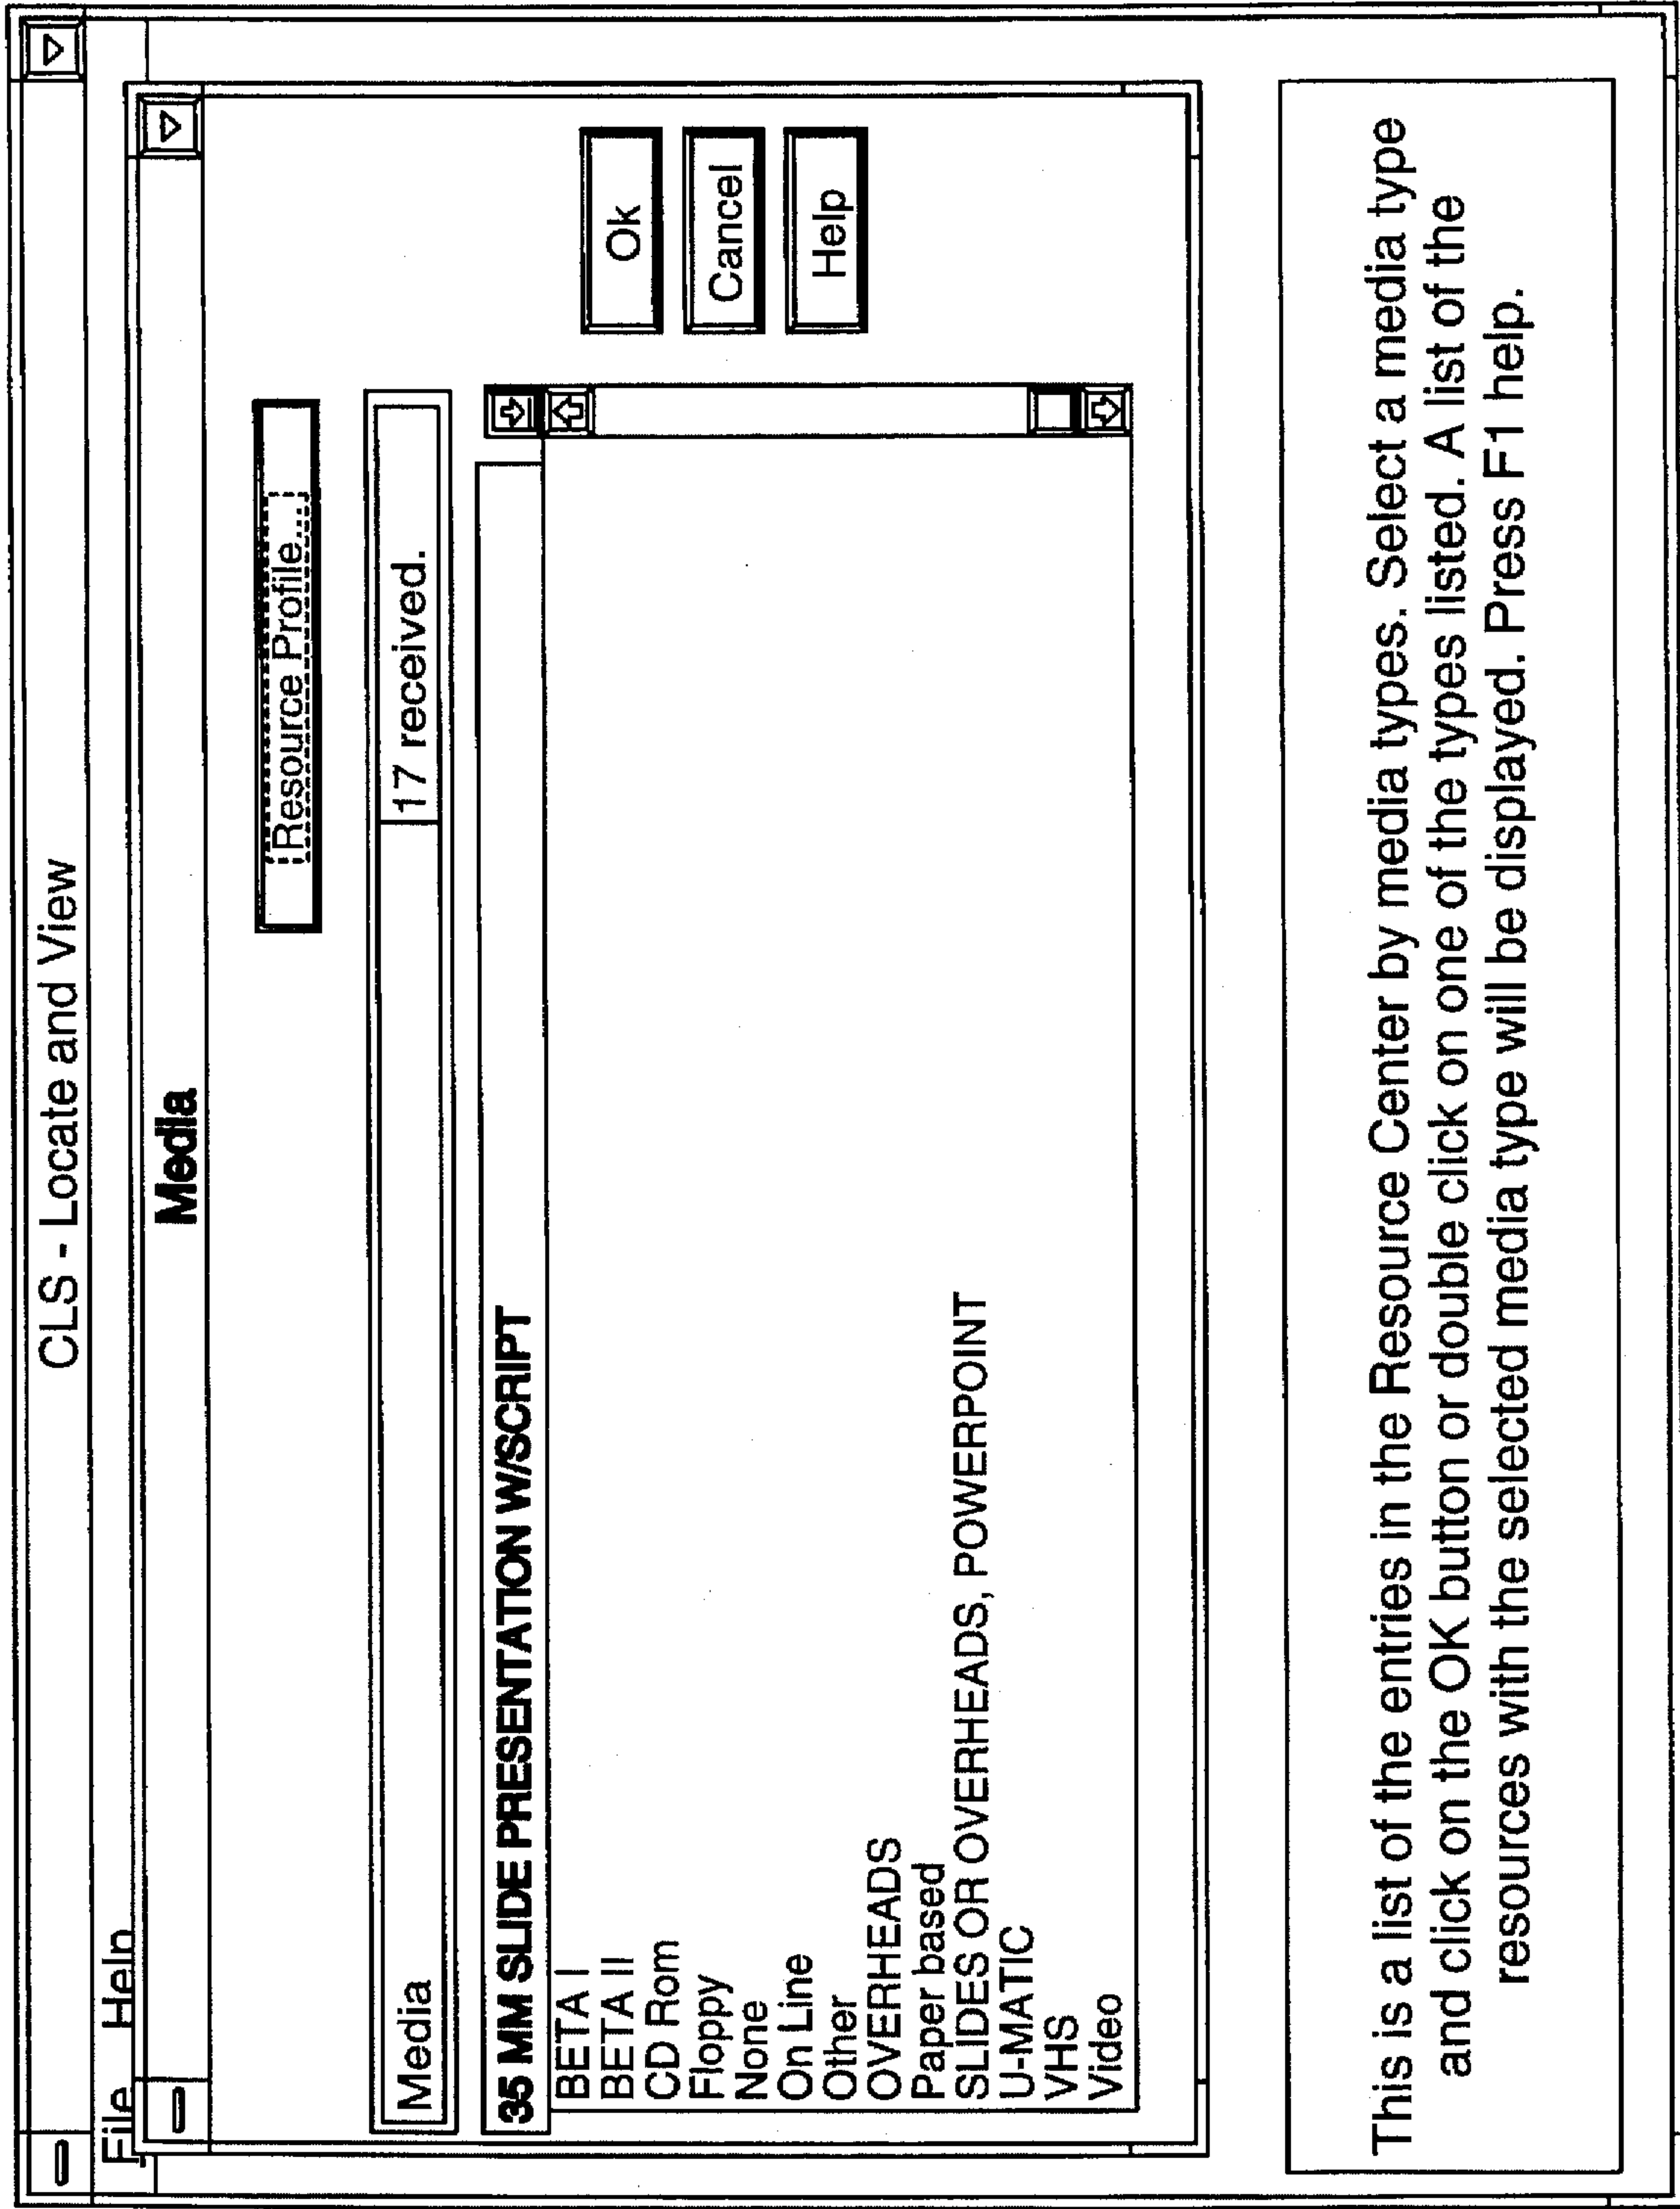 CLS - Locate and View
File Help
Media
Resource Profile...
Media 17 received.
35 MM SLIDE PRESENTATION W/SCRIPT
BETA I
BETA II
CD Rom
Floppy
None
On Line
Other
OVERHEADS
Paper based
SLIDES OR OVERHEADS, POWERPOINT
U-MATIC
VHS
Video
Ok
Cancel
Help
This is a list of the entries in the Resource Center by media types. Select a media type
and click on the OK button or double click on one of the types listed. A list of the
resources with the selected media type will be displayed. Press F1 help.